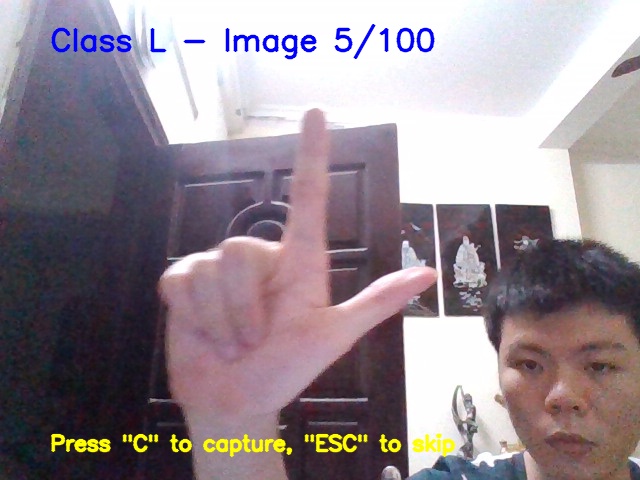 Class L - Image 5/100
Press "C" to capture, "ESC" to skip